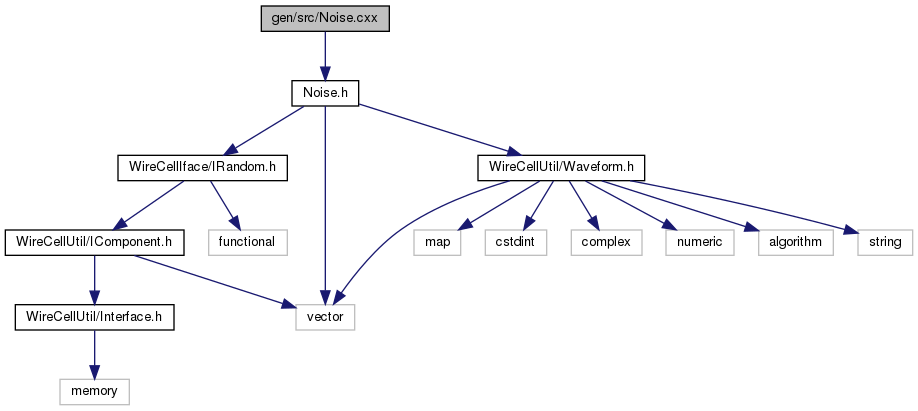 gen/src/Noise.cxx
Noise.h
WireCellIface/IRandom.h
WireCellUtil/Waveform.h
WireCellUtil/IComponent.h
functional
map
cstdint
complex
numeric
algorithm
string
WireCellUtil/Interface.h
vector
memory